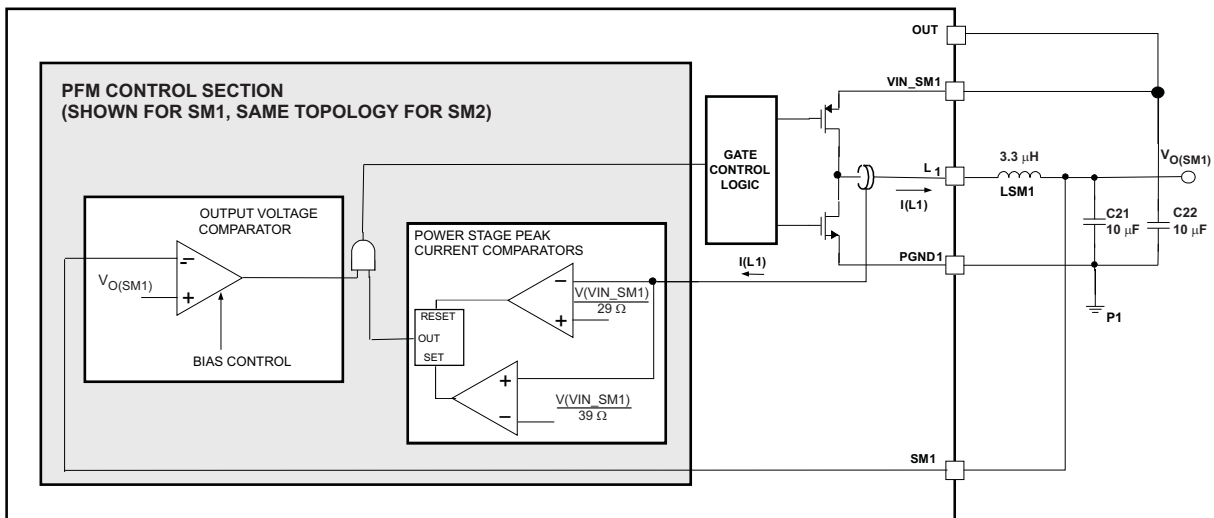 OUT
PFM CONTROL SECTION
(SHOWN FOR SM1, SAME TOPOLOGY FOR SM2)
VIN_SM1
GATE
CONTROL
LOGIC
L1
3.3 μH
LSM1
VO(SM1)
I(L1)
C21
10 μF
C22
10 μF
OUTPUT VOLTAGE
COMPARATOR
-
VO(SM1)
+
BIAS CONTROL
POWER STAGE PEAK
CURRENT COMPARATORS
I(L1)
PGND1
P1
-
V(VIN_SM1)
29 Ω
+
RESET
OUT
SET
+
V(VIN_SM1)
39 Ω
-
SM1